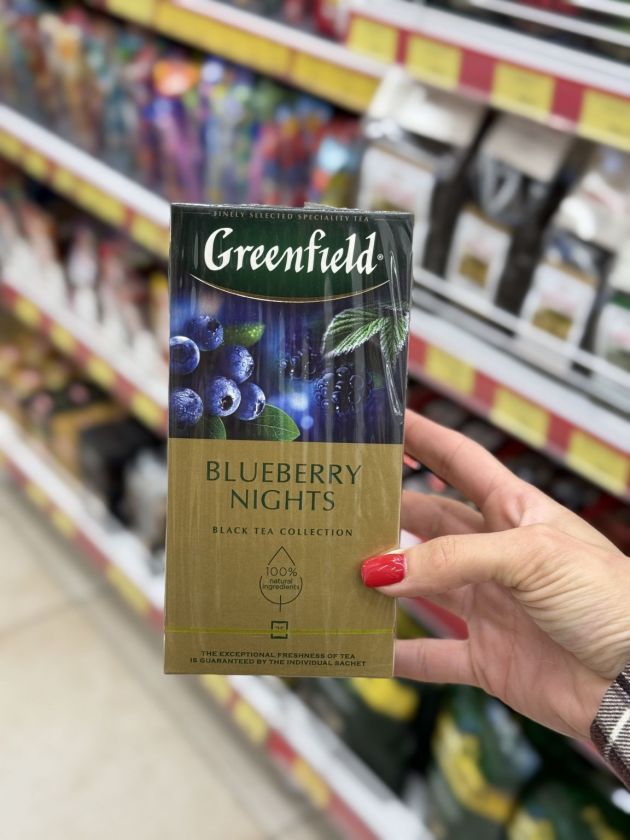 FINELY SELECTED SPECIALITY TEA
Greenfield®
BLUEBERRY
NIGHTS
BLACK TEA COLLECTION
100%
natural
ingredients
THE EXCEPTIONAL FRESHNESS OF TEA
IS GUARANTEED BY THE INDIVIDUAL SACHET